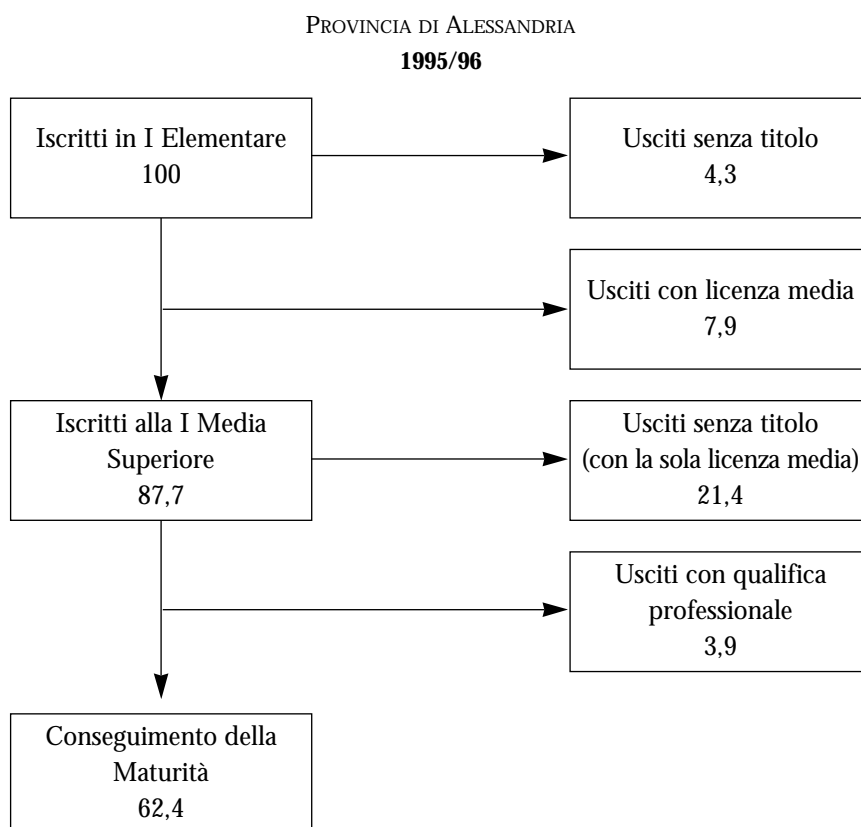 PROVINCIA DI ALESSANDRIA
1995/96
Iscritti in I Elementare
100
Usciti senza titolo
4,3
Usciti con licenza media
7,9
Iscritti alla I Media
Superiore
87,7
Usciti senza titolo
(con la sola licenza media)
21,4
Usciti con qualifica
professionale
3,9
Conseguimento della
Maturità
62,4